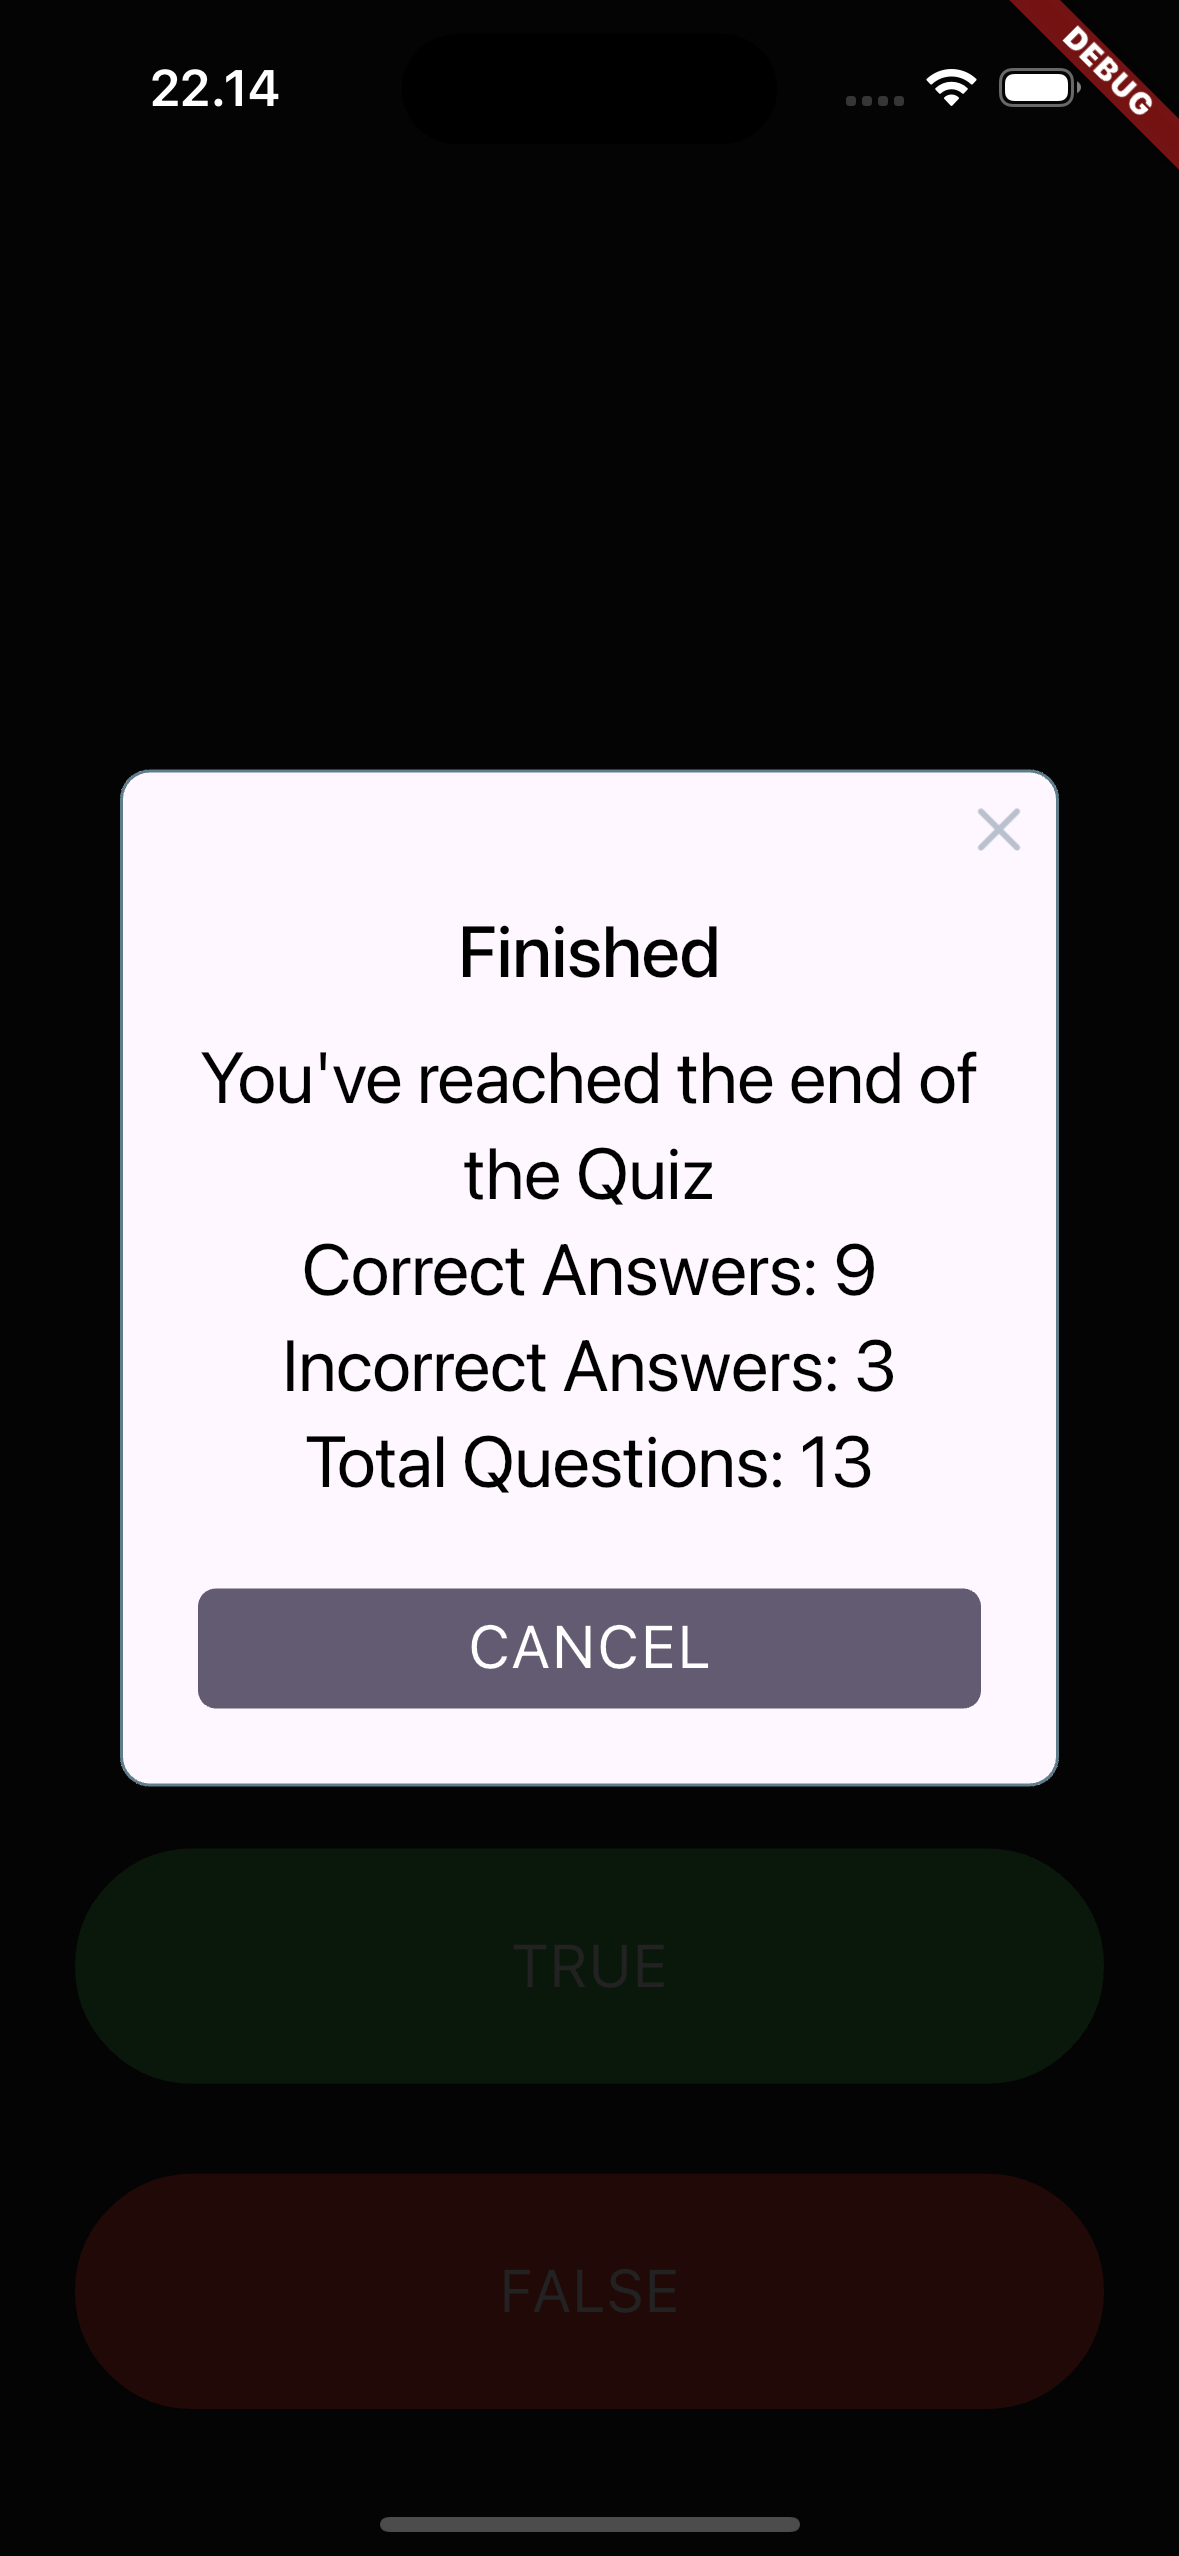 22.14
DEBUG
Finished
You've reached the end of
the Quiz
Correct Answers: 9
Incorrect Answers: 3
Total Questions: 13
CANCEL
TRUE
FALSE